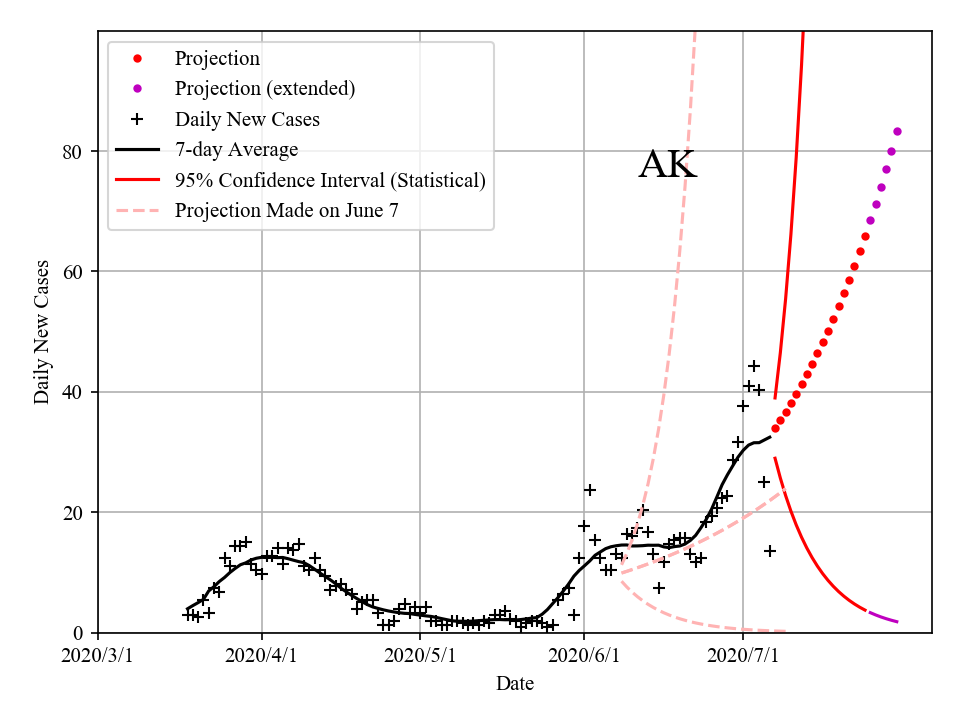 Projection
Projection (extended)
Daily New Cases
7-day Average
95% Confidence Interval (Statistical)
Projection Made on June 7
AK
80
60
40
20
0
Daily New Cases
2020/3/1 2020/4/1 2020/5/1 2020/6/1 2020/7/1
Date